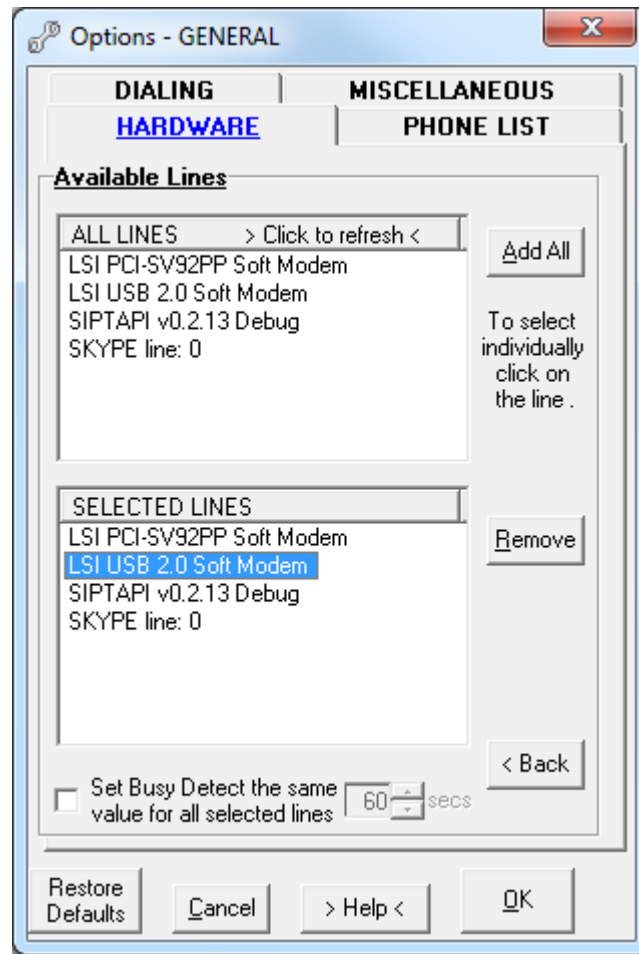 Options - GENERAL
DIALING
MISCELLANEOUS
HARDWARE
PHONE LIST
Available Lines
ALL LINES > Click to refresh <
LSI PCI-SV92PP Soft Modem
LSI USB 2.0 Soft Modem
SIPTAPI v0.2.13 Debug
SKYPE line: 0
Add All
To select
individually
click on
the line .
SELECTED LINES
LSI PCI-SV92PP Soft Modem
LSI USB 2.0 Soft Modem
SIPTAPI v0.2.13 Debug
SKYPE line: 0
Remove
< Back
Set Busy Detect the same
value for all selected lines
60
secs
Restore
Defaults
Cancel
> Help <
OK